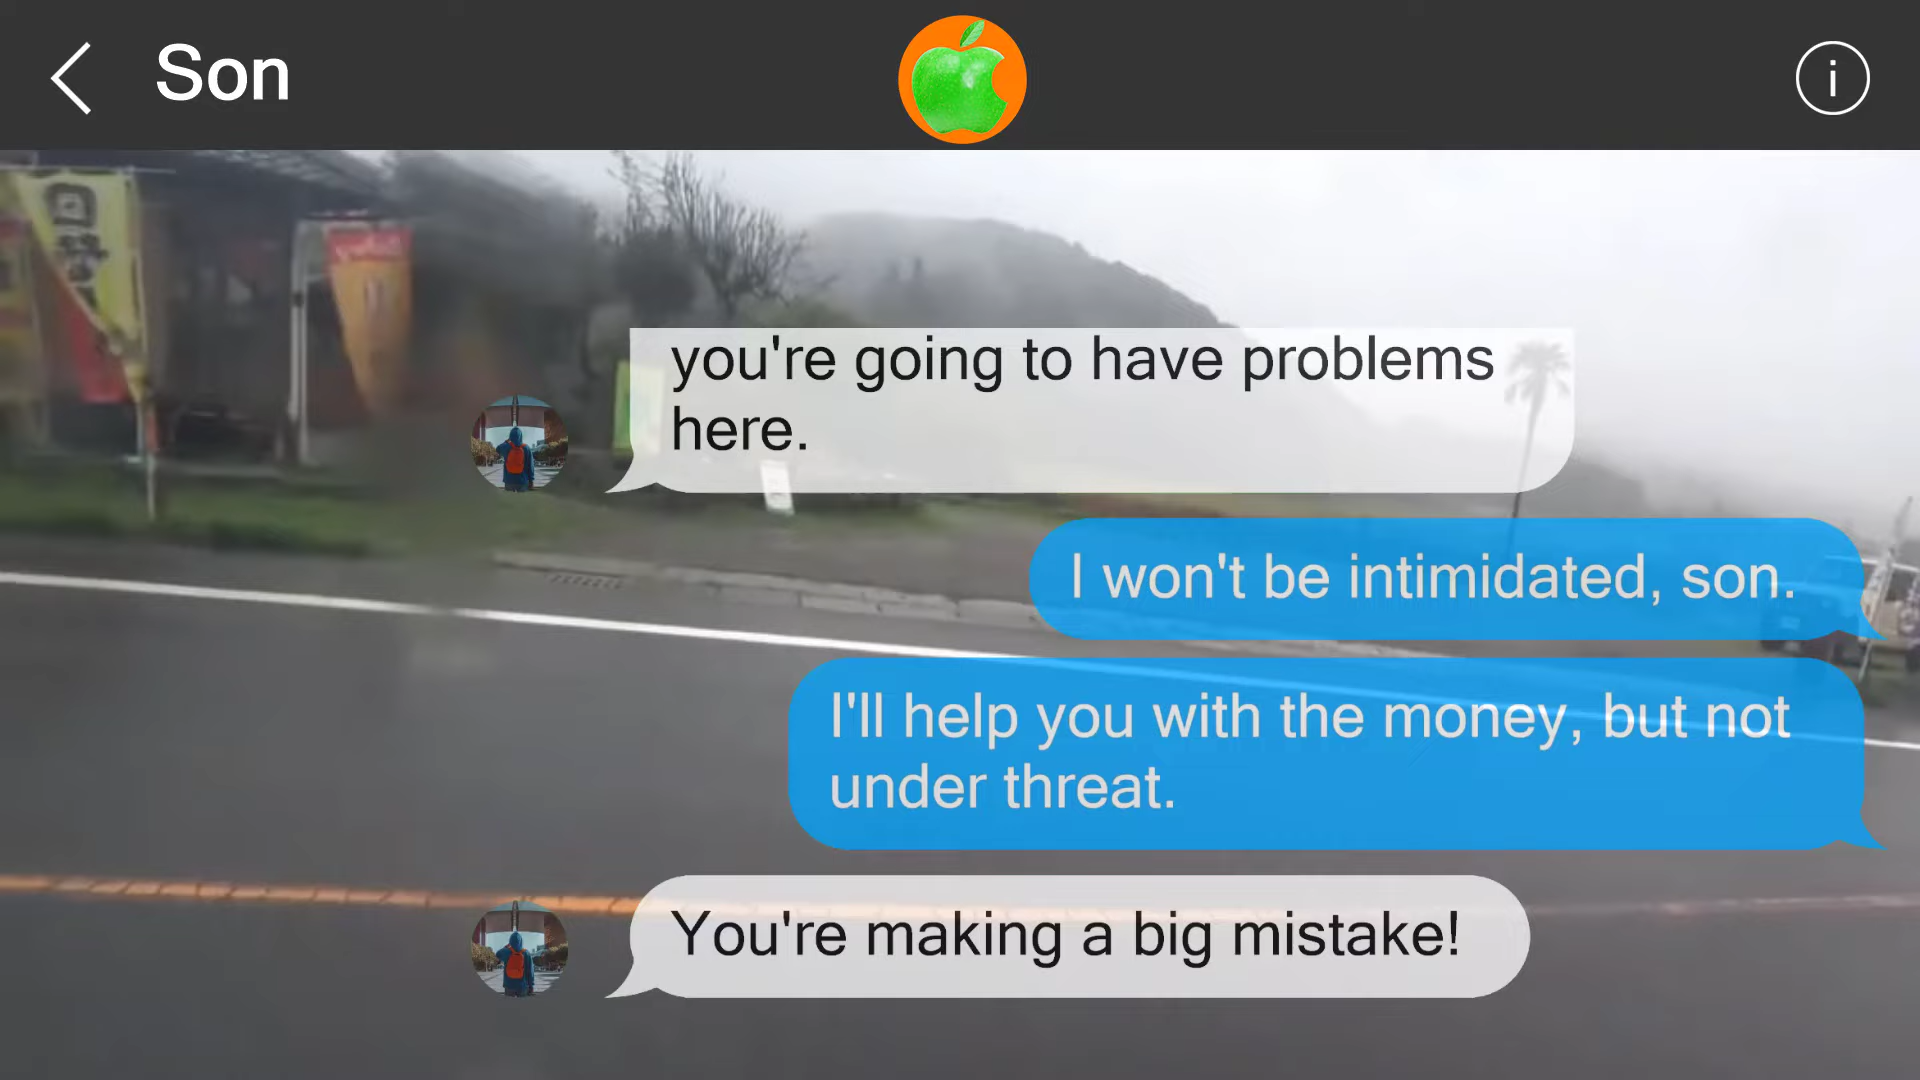 Son
you're going to have problems
here.
I won't be intimidated, son.
I'll help you with the money, but not
under threat.
You're making a big mistake!